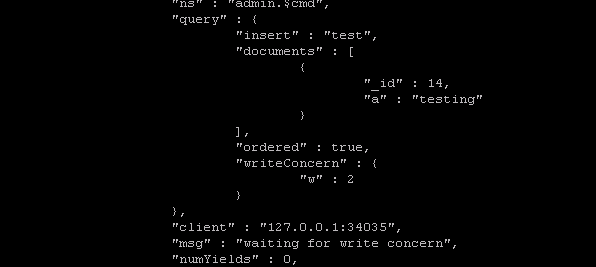 "ns" : "admin.$cmd",
"query" : {
"insert" : "test",
"documents" : [
{
"_id" : 14,
"a" : "testing"
}
],
"ordered" : true,
"writeConcern" : {
"w" : 2
}
},
"client" : "127.0.0.1:34035",
"msg" : "waiting for write concern",
"numYields" : 0,